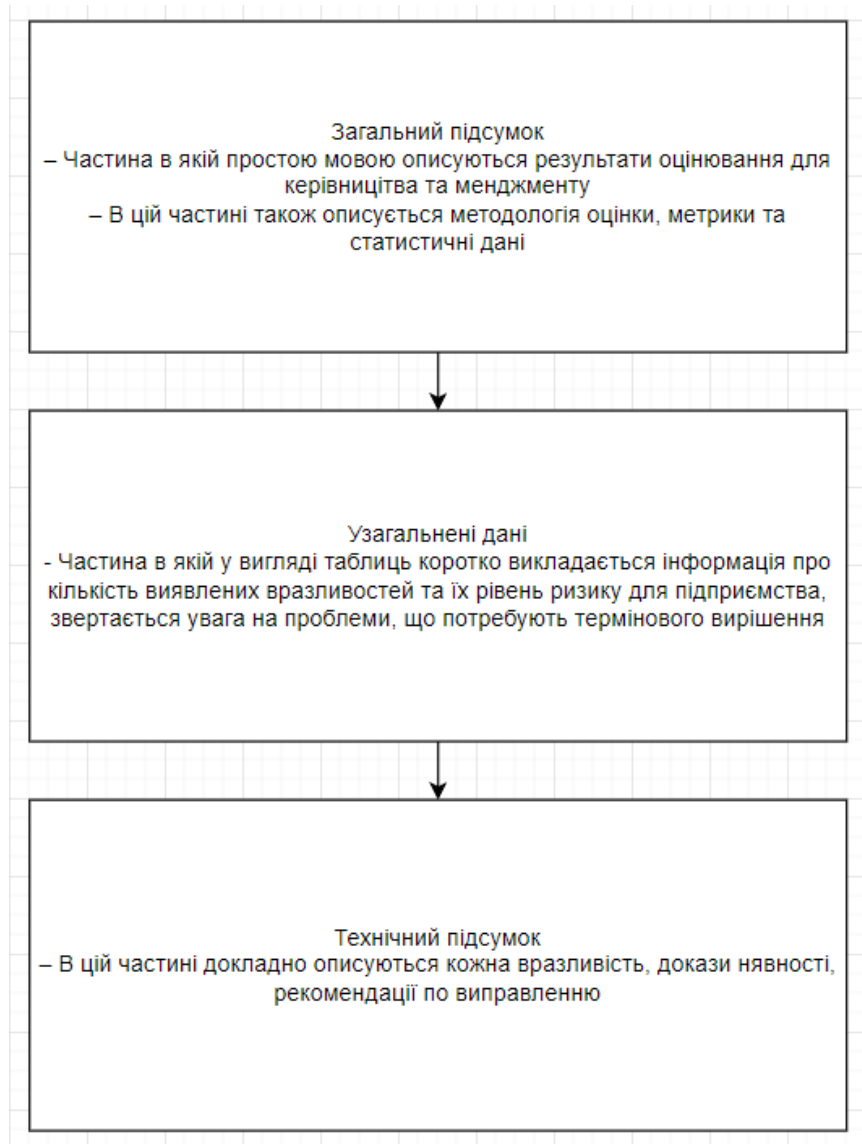 Загальний підсумок
– Частина в якій простою мовою описуються результати оцінювання для
керівницітва та менджменту
– В цій частині також описується методологія оцінки, метрики та
статистичні дані
Узагальнені дані
- Частина в якій у вигляді таблиць коротко викладається інформація про
кількість виявлених вразливостей та їх рівень ризику для підприємства,
звертається увага на проблеми, що потребують термінового вирішення
Технічний підсумок
– В цій частині докладно описуються кожна вразливість, докази нявності,
рекомендації по виправленню